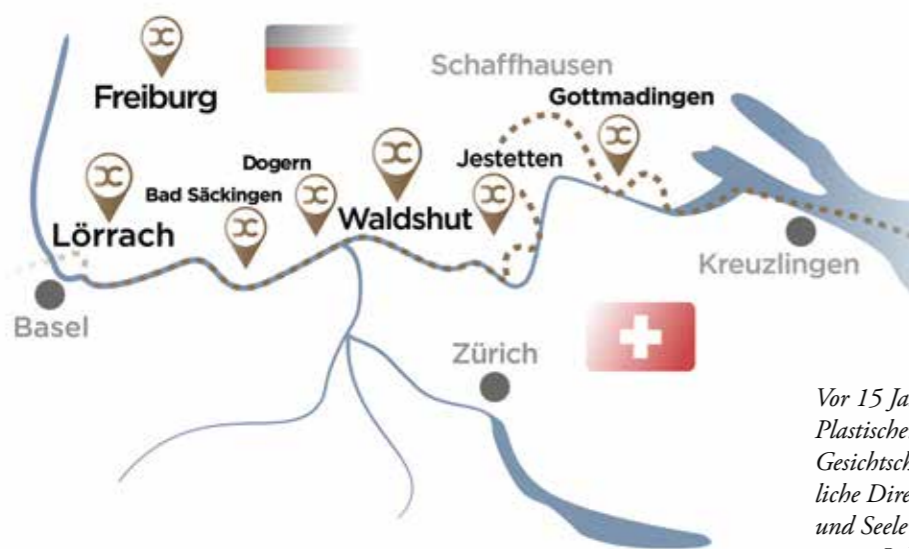 Freiburg
Schaffhausen
Gottmadingen
Jestetten
Dogern
Bad Säckingen
Waldshut
Lörrach
Kreuzlingen
Basel
Zürich
Vor 15 Ja
Plastische
Gesichtsch
liche Dire
und Seele